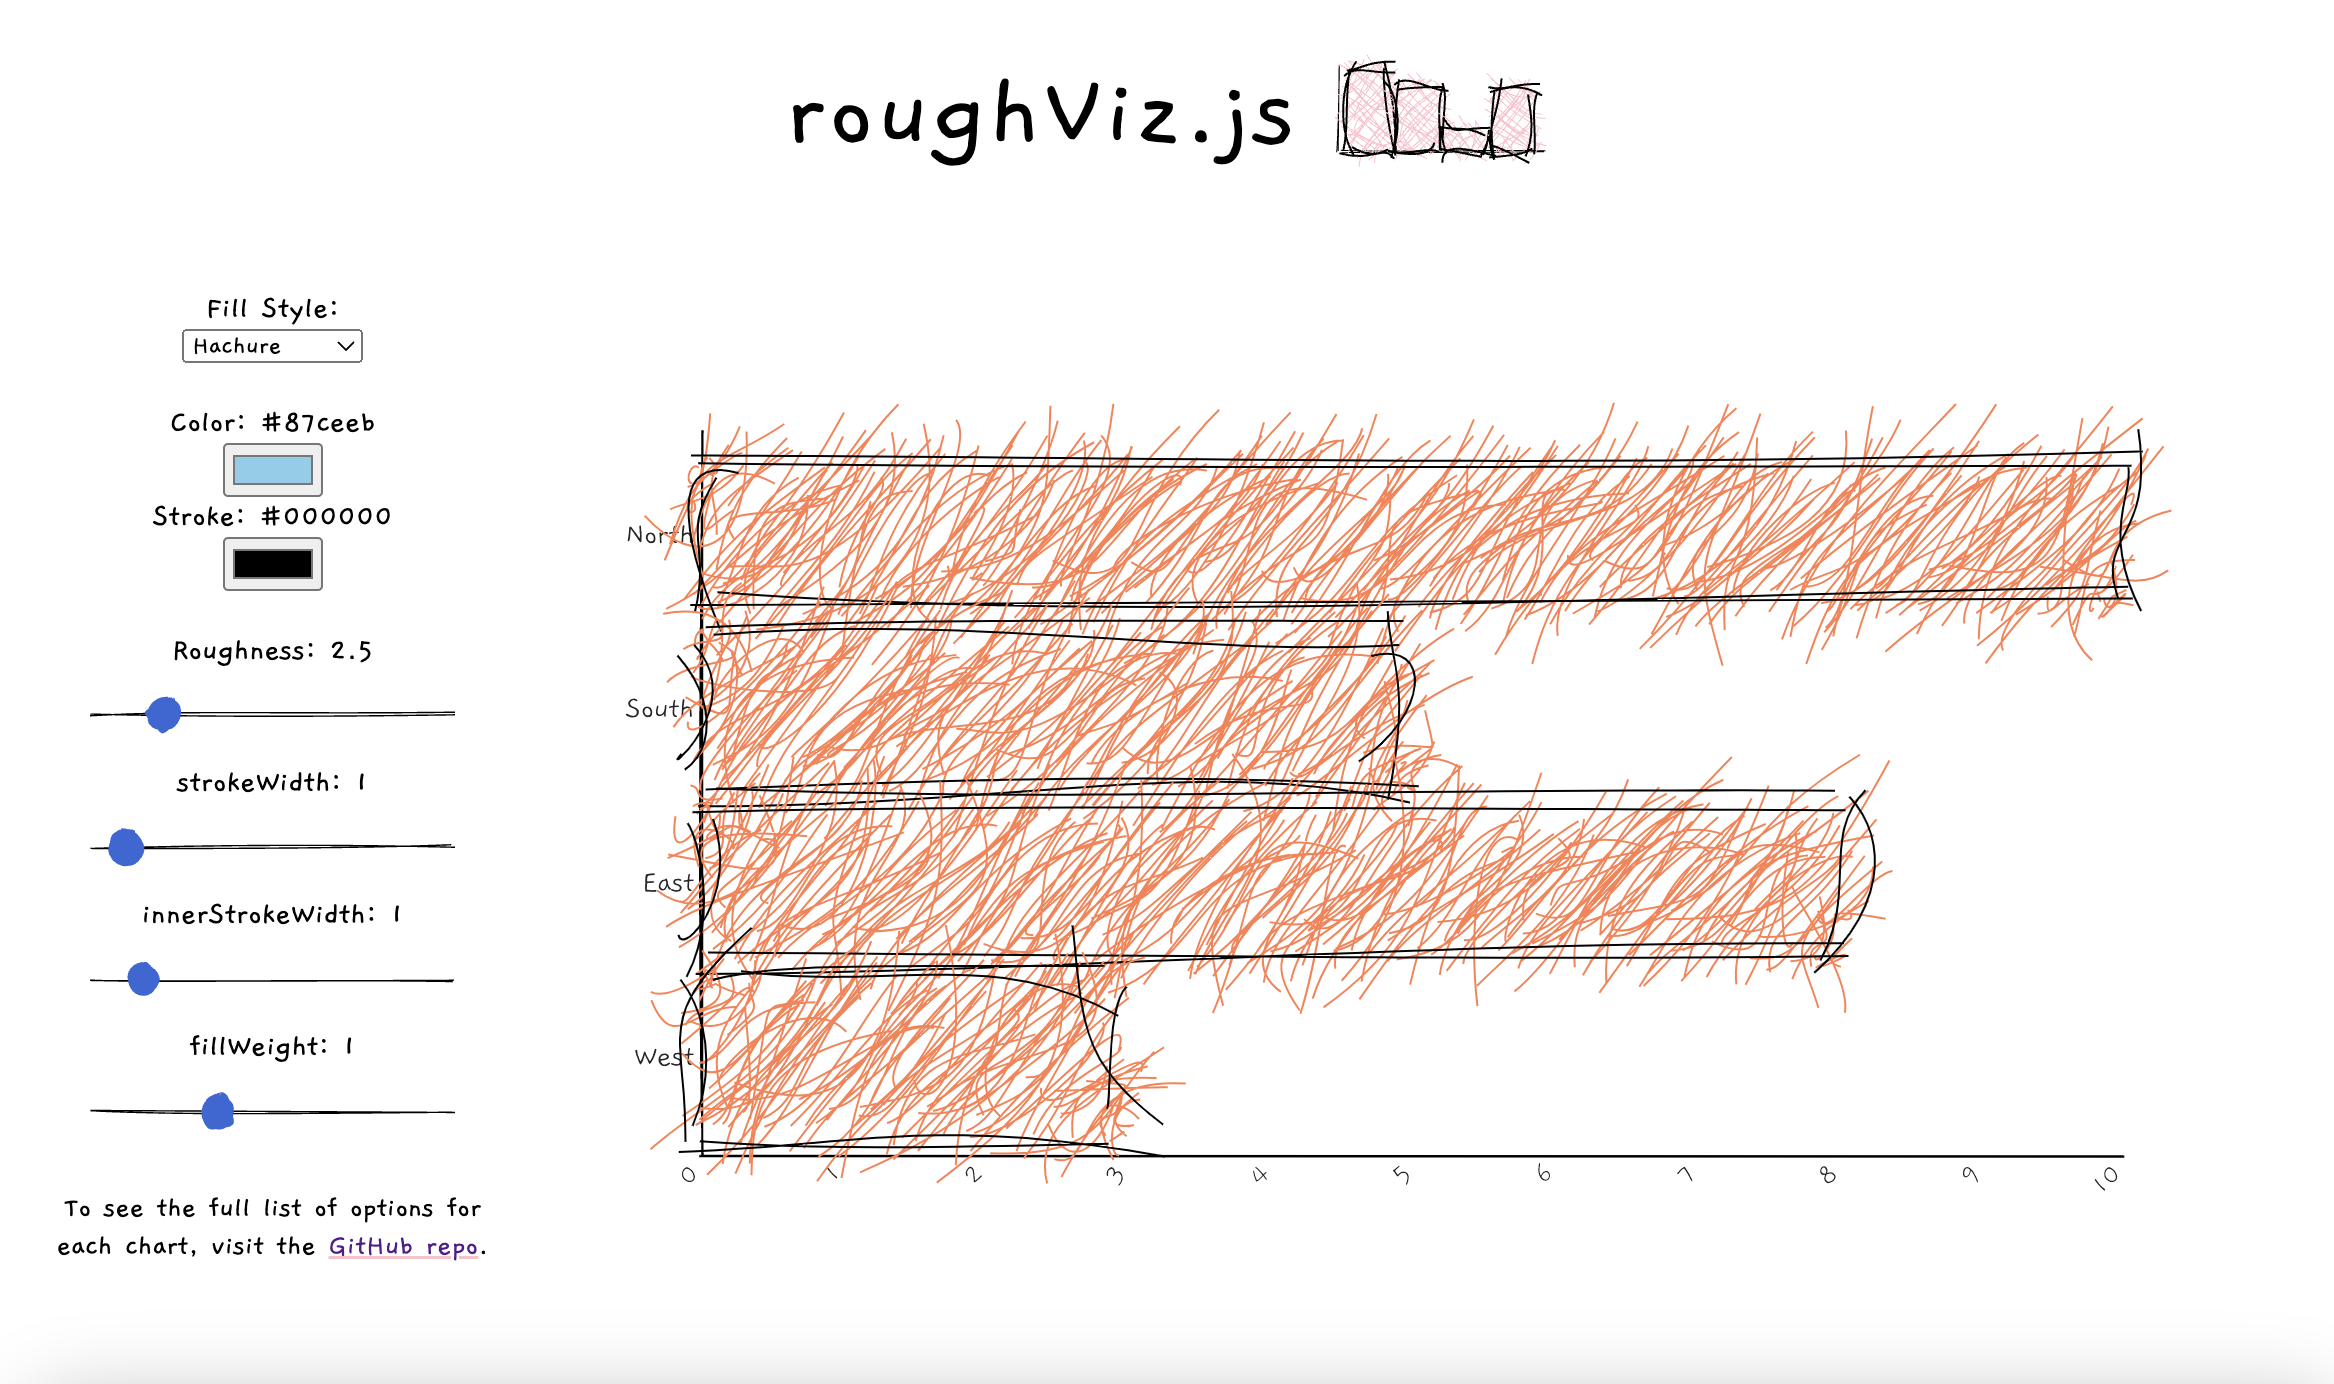 roughViz.js
Fill Style:
Hachure
Color: #87ceeb
Stroke: #000000
Roughness: 2.5
strokeWidth: 1
innerStrokeWidth: 1
fillWeight: 1
To see the full list of options for
each chart, visit the GitHub repo.
North
South
East
West
0 1 2 3 4 5 6 7 8 9 10